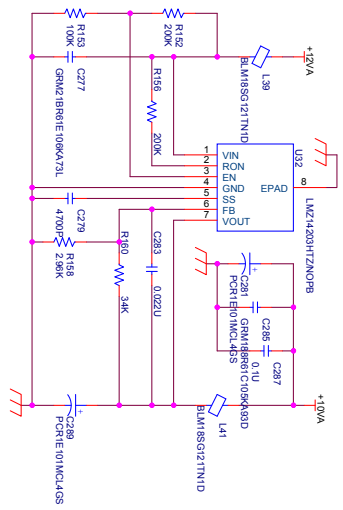 R153
100K
R152
200K
+12VA
C277
GRM21BR61E106KA73L
R156
200K
BLM18SG121TN1D
L39
U32
1 VIN
2 RON
3 EN
4 GND
5 SS
6 FB
7 VOUT
EPAD 8
LMZ14203HTZ/NOPB
C279
4700P
R158
2.96K
R160
34K
C283
0.022U
C281
PCR1E101MCL4GS
C285
GRM188R61C105KA93D
C287
0.1U
+10VA
L41
BLM18SG121TN1D
C289
PCR1E101MCL4GS